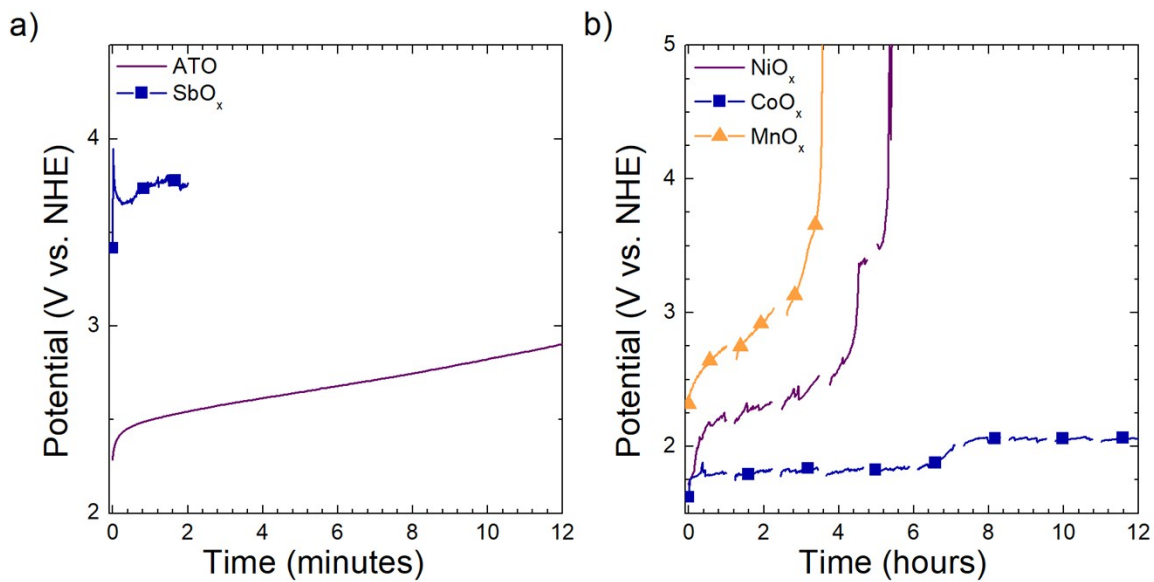 a)
ATO
SbOₓ
4
3
2
Potential (V vs. NHE)
0 2 4 6 8 10 12
Time (minutes)
b)
NiOₓ
CoOₓ
MnOₓ
5
4
3
2
Potential (V vs. NHE)
0 2 4 6 8 10 12
Time (hours)